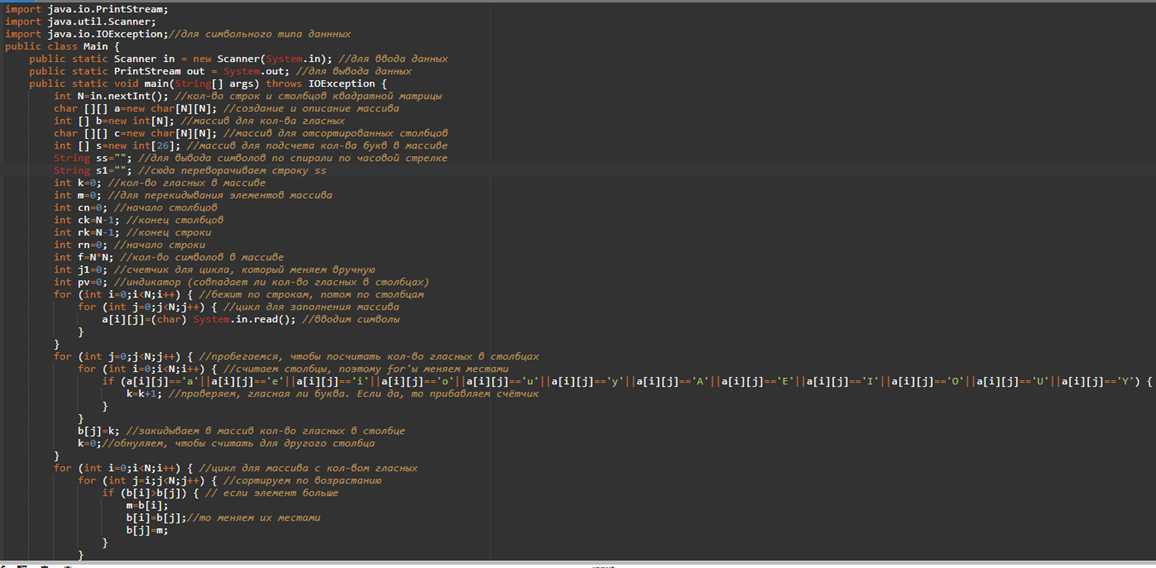 import java.io.PrintStream;
import java.util.Scanner;
import java.io.IOException;//для символьного типа даннных
public class Main {
    public static Scanner in = new Scanner(System.in); //для ввода данных
    public static PrintStream out = System.out; //для вывода данных
    public static void main(String[] args) throws IOException {
        int N=in.nextInt(); //кол-во строк и столбцов квадратной матрицы
        char [][] a=new char[N][N]; //создание и описание массива
        int [] b=new int[N]; //массив для кол-ва гласных
        char [][] c=new char[N][N]; //массив для отсортированных столбцов
        int [] s=new int[26]; //массив для подсчета кол-ва букв в массиве
        String ss=""; //для вывода символов по спирали по часовой стрелке
        String s1=""; //сюда переворачиваем строку ss
        int k=0; //кол-во гласных в массиве
        int m=0; //для перекидывания элементов массива
        int cn=0; //начало столбцов
        int ck=N-1; //конец столбцов
        int rk=N-1; //конец строки
        int rn=0; //начало строки
        int f=N*N; //кол-во символов в массиве
        int j1=0; //счетчик для цикла, который меняем вручную
        int pv=0; //индикатор (совпадает ли кол-во гласных в столбцах)
        for (int i=0;i<N;i++) { //бежит по строкам, потом по столбцам
            for (int j=0;j<N;j++) { //цикл для заполнения массива
                a[i][j]=(char) System.in.read(); //вводим символы
            }
        }
        for (int j=0;j<N;j++) { //пробегаемся, чтобы посчитать кол-во гласных в столбцах
            for (int i=0;i<N;i++) { //считаем столбцы, поэтому for'ы меняем местами
                if (a[i][j]=='a'||a[i][j]=='e'||a[i][j]=='i'||a[i][j]=='o'||a[i][j]=='u'||a[i][j]=='y'||a[i][j]=='A'||a[i][j]=='E'||a[i][j]=='I'||a[i][j]=='O'||a[i][j]=='U'||a[i][j]=='Y') {
                    k=k+1; //проверяем, гласная ли буква. Если да, то прибавляем счётчик
                }
            }
            b[j]=k; //закидываем в массив кол-во гласных в столбце
            k=0;//обнуляем, чтобы считать для другого столбца
        }
        for (int i=0;i<N;i++) { //цикл для массива с кол-вом гласных
            for (int j=i;j<N;j++) { //сортируем по возрастанию
                if (b[i]>b[j]) { // если элемент больше
                    m=b[i];
                    b[i]=b[j];//то меняем их местами
                    b[j]=m;
                }
            }